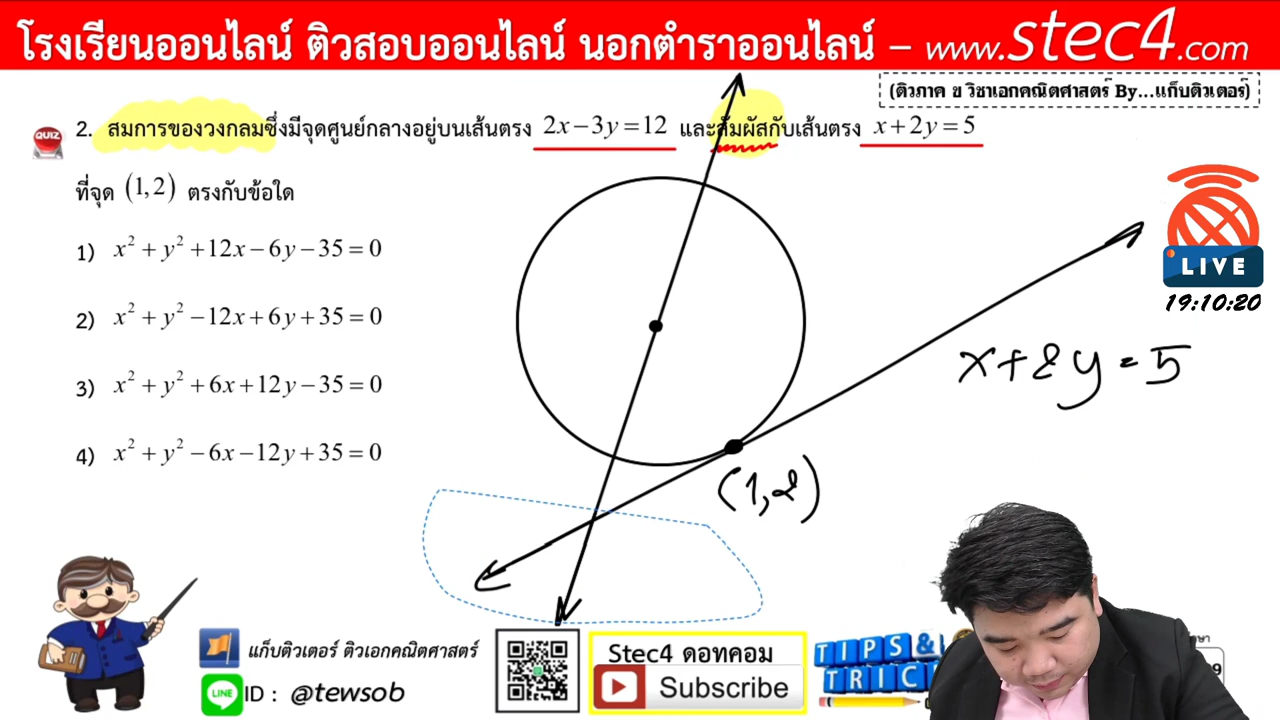 โรงเรียนออนไลน์ ติวสอบออนไลน์ นอกตำราออนไลน์ – www.stec4.com
(ติวภาค ข วิชาเอกคณิตศาสตร์ By...แก็บติวเตอร์)
QUIZ
2. สมการของวงกลมซึ่งมีจุดศูนย์กลางอยู่บนเส้นตรง 2x−3y=12 และสัมผัสกับเส้นตรง x+2y=5
ที่จุด (1,2) ตรงกับข้อใด
1) x² + y² +12x−6y−35=0
2) x² + y² −12x+6y+35=0
3) x² + y² +6x+12y−35=0
4) x² + y² −6x−12y+35=0
LIVE
19:10:20
x+2y=5
(1,2)
แก็บติวเตอร์ ติวเอกคณิตศาสตร์
LINE ID : @tewsob
Stec4 ดอทคอม
Subscribe
TIPS &
TRIC